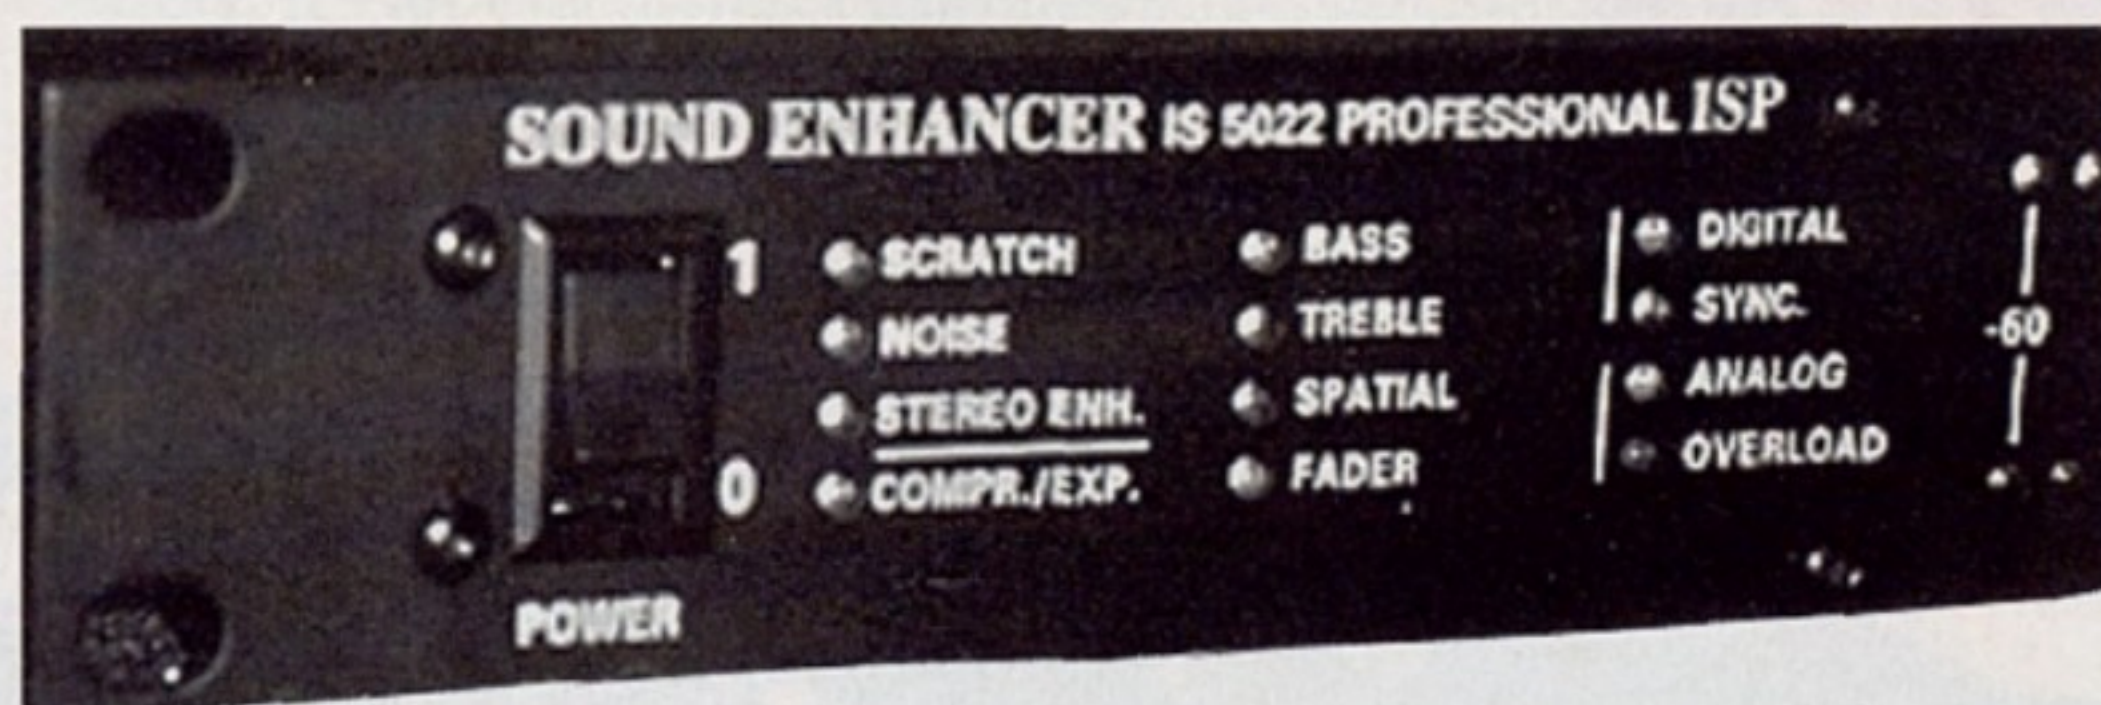 SOUND ENHANCER IS 5022 PROFESSIONAL ISP
1
0
POWER
SCRATCH
NOISE
STEREO ENH.
COMPR./EXP.
BASS
TREBLE
SPATIAL
FADER
DIGITAL
SYNC.
ANALOG
OVERLOAD
-60